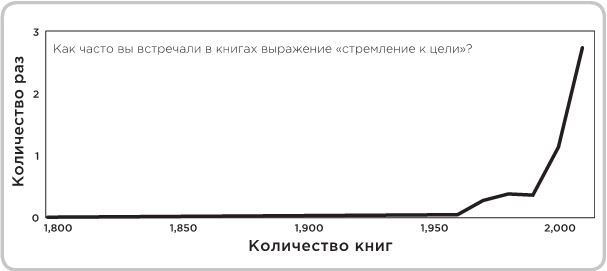 3
Как часто вы встречали в книгах выражение «стремление к цели»?
Количество раз
2
1
0
1,800 1,850 1,900 1,950 2,000
Количество книг